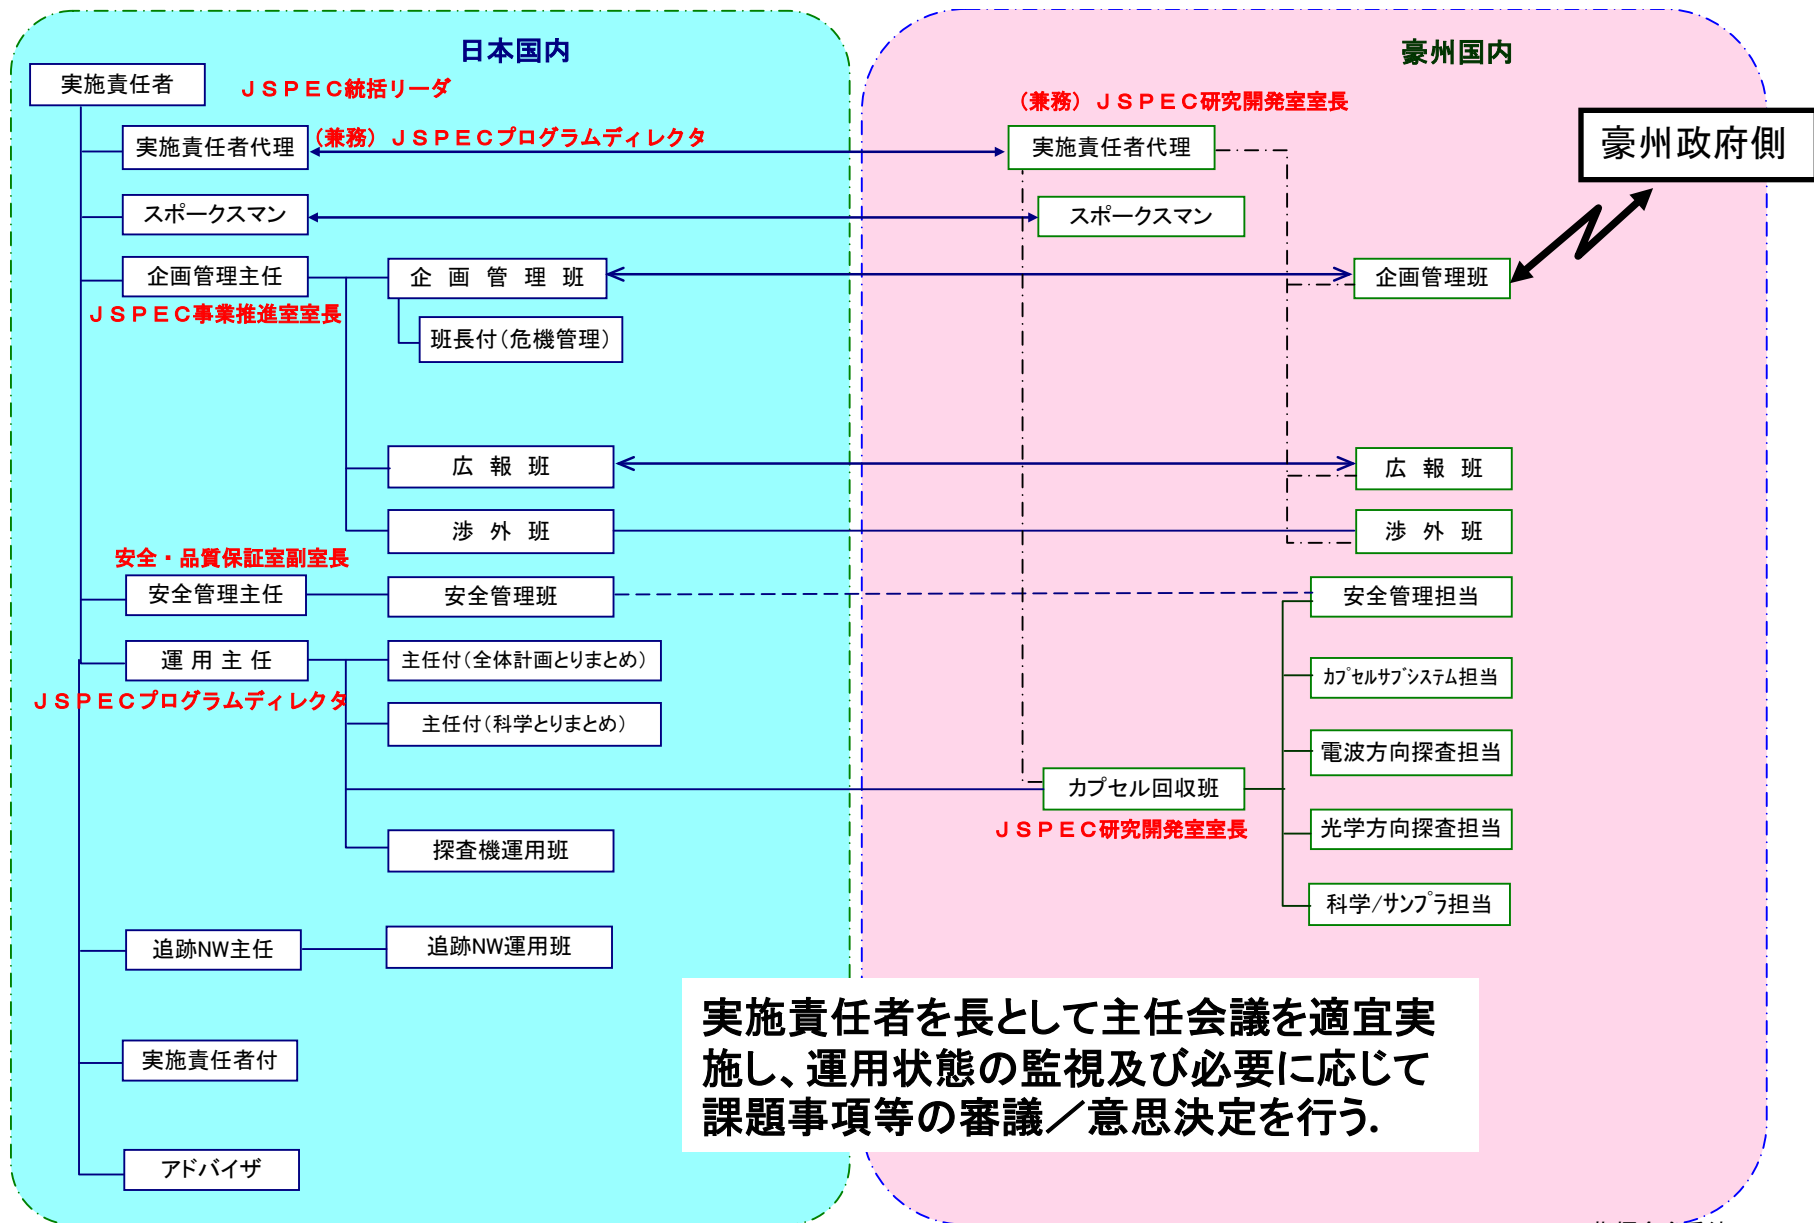 日本国内
豪州国内
実施責任者
ＪＳＰＥＣ統括リーダ
（兼務）ＪＳＰＥＣ研究開発室室長
豪州政府側
実施責任者代理
（兼務）ＪＳＰＥＣプログラムディレクタ
実施責任者代理
スポークスマン
スポークスマン
企画管理主任
企 画 管 理 班
企画管理班
ＪＳＰＥＣ事業推進室室長
班長付（危機管理）
広 報 班
広 報 班
渉 外 班
渉 外 班
安全・品質保証室副室長
安全管理主任
安全管理班
安全管理担当
運 用 主 任
主任付（全体計画とりまとめ）
ｶﾌﾟｾﾙｻﾌﾞｼｽﾃﾑ担当
ＪＳＰＥＣプログラムディレクタ
主任付（科学とりまとめ）
電波方向探査担当
カプセル回収班
ＪＳＰＥＣ研究開発室室長
光学方向探査担当
探査機運用班
科学/ｻﾝﾌﾟﾗ担当
追跡NW主任
追跡NW運用班
実施責任者を長として主任会議を適宜実
施し、運用状態の監視及び必要に応じて
課題事項等の審議／意思決定を行う.
実施責任者付
アドバイザ